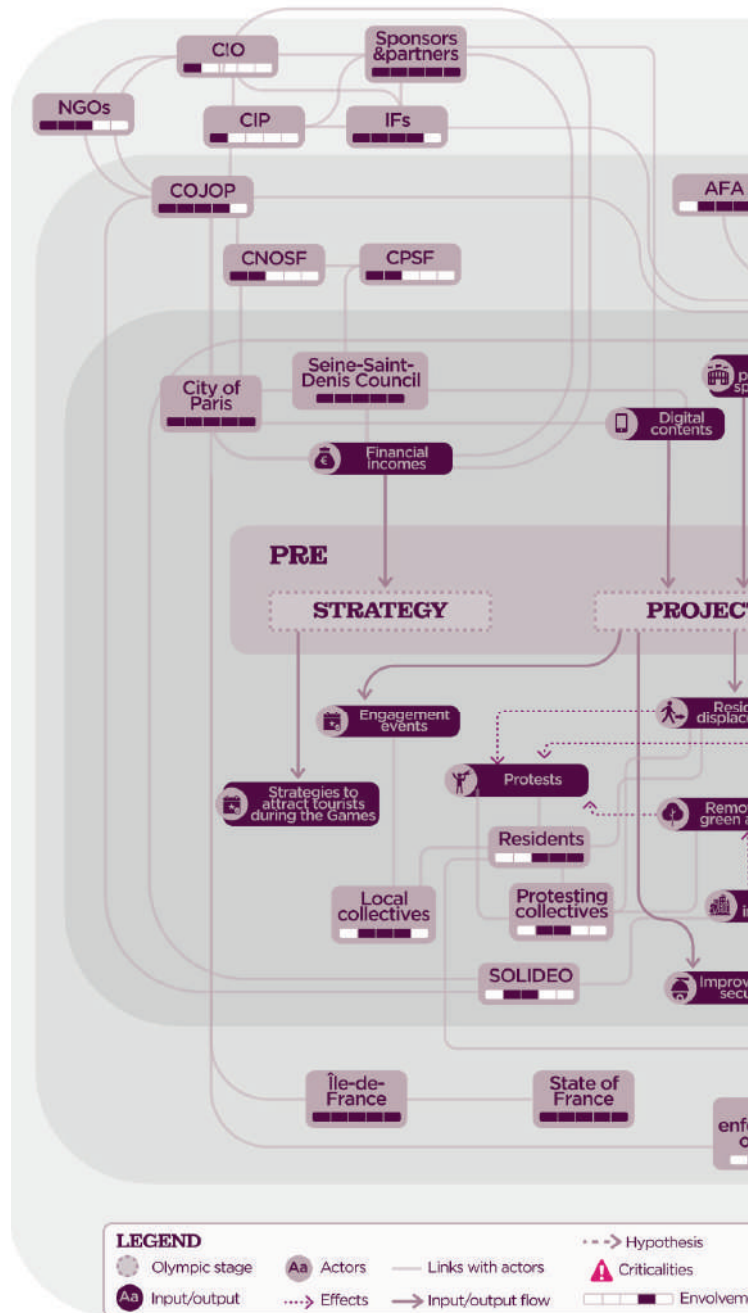 CIO
Sponsors
&partners
NGOs
CIP
IFs
COJOP
AFA
CNOSF
CPSF
Seine-Saint-
Denis Council
City of
Paris
Digital
contents
Financial
incomes
PRE
STRATEGY
PROJECT
Engagement
events
Protests
Strategies to
attract tourists
during the Games
green
Residents
Local
collectives
Protesting
collectives
SOLIDEO
Île-de-
France
State of
France
LEGEND
Olympic stage
Aa Actors
Links with actors
Hypothesis
Criticalities
Aa Input/output
Effects
Input/output flow